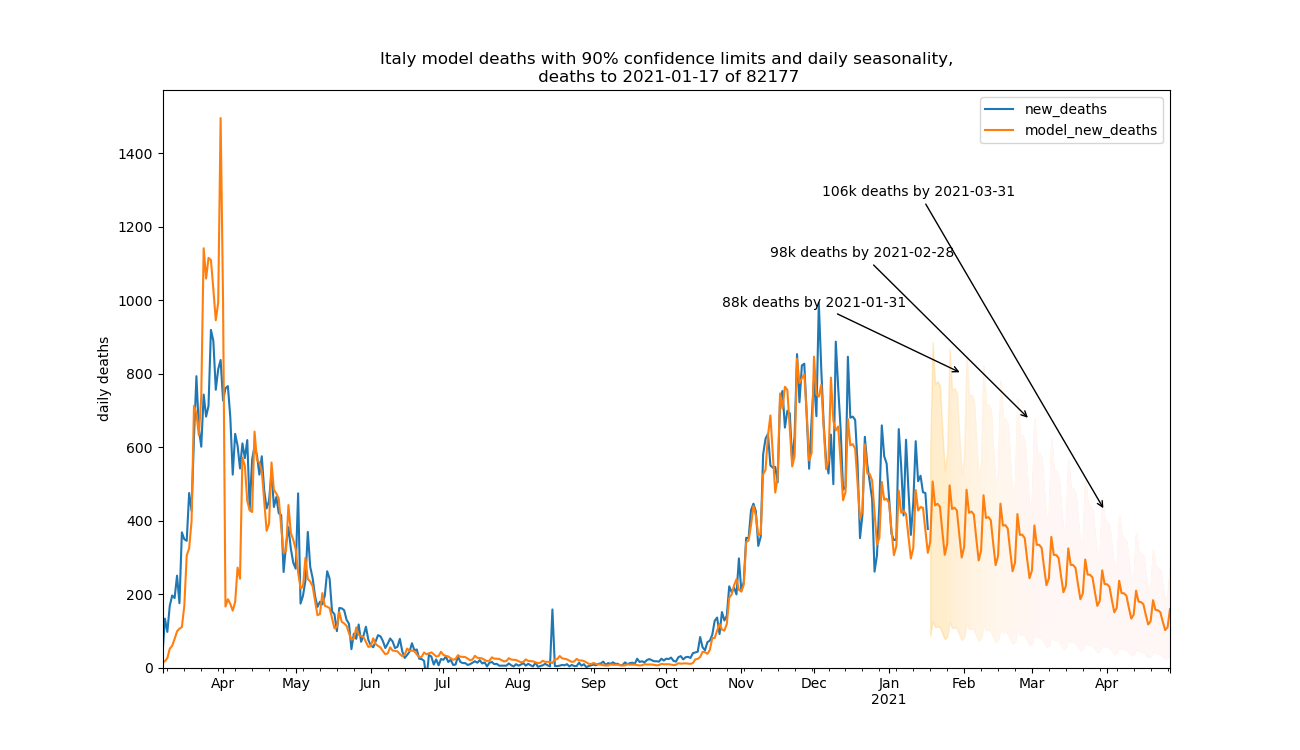 Italy model deaths with 90% confidence limits and daily seasonality,
deaths to 2021-01-17 of 82177
new_deaths
model_new_deaths
1400
1200
1000
800
600
400
200
0
daily deaths
106k deaths by 2021-03-31
98k deaths by 2021-02-28
88k deaths by 2021-01-31
Apr May Jun Jul Aug Sep Oct Nov Dec Jan Feb Mar Apr
2021